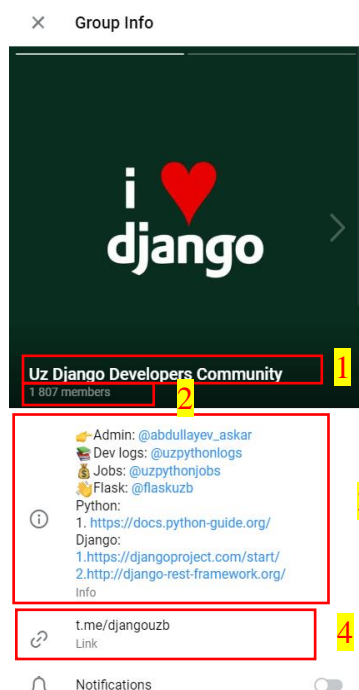 Group Info
i
django
Uz Django Developers Community
1
1 807 members
2
👉Admin: @abdullayev_askar
📚Dev logs: @uzpythonlogs
💰Jobs: @uzpythonjobs
👋Flask: @flaskuzb
Python:
1. https://docs.python-guide.org/
Django:
1.https://djangoproject.com/start/
2.http://django-rest-framework.org/
Info
t.me/djangouzb
4
Link
Notifications